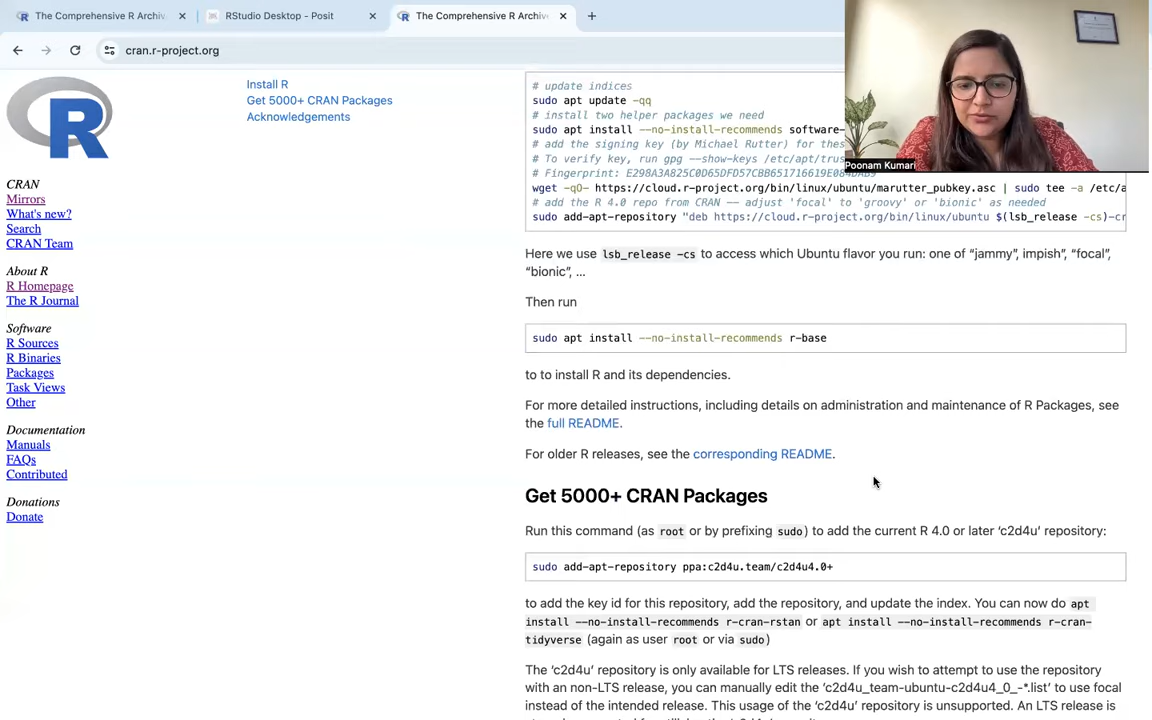 The Comprehensive R Archiv
RStudio Desktop - Posit
The Comprehensive R Archiv
cran.r-project.org
R
CRAN
Mirrors
What's new?
Search
CRAN Team
About R
R Homepage
The R Journal
Software
R Sources
R Binaries
Packages
Task Views
Other
Documentation
Manuals
FAQs
Contributed
Donations
Donate
Install R
Get 5000+ CRAN Packages
Acknowledgements
# update indices
sudo apt update -qq
# install two helper packages we need
sudo apt install --no-install-recommends software-
# add the signing key (by Michael Rutter) for thes
# To verify key, run gpg --show-keys /etc/apt/trus
# Fingerprint: E298A3A825C0D65DFD57CBB651716619E084DAB9
wget -qO- https://cloud.r-project.org/bin/linux/ubuntu/marutter_pubkey.asc | sudo tee -a /etc/a
# add the R 4.0 repo from CRAN -- adjust 'focal' to 'groovy' or 'bionic' as needed
sudo add-apt-repository "deb https://cloud.r-project.org/bin/linux/ubuntu $(lsb_release -cs)-cr
Here we use lsb_release -cs to access which Ubuntu flavor you run: one of “jammy”, impish”, “focal”,
“bionic”, ...
Then run
sudo apt install --no-install-recommends r-base
to to install R and its dependencies.
For more detailed instructions, including details on administration and maintenance of R Packages, see
the full README.
For older R releases, see the corresponding README.
Get 5000+ CRAN Packages
Run this command (as root or by prefixing sudo) to add the current R 4.0 or later ‘c2d4u’ repository:
sudo add-apt-repository ppa:c2d4u.team/c2d4u4.0+
to add the key id for this repository, add the repository, and update the index. You can now do apt
install --no-install-recommends r-cran-rstan or apt install --no-install-recommends r-cran-
tidyverse (again as user root or via sudo)
The ‘c2d4u’ repository is only available for LTS releases. If you wish to attempt to use the repository
with an non-LTS release, you can manually edit the ‘c2d4u_team-ubuntu-c2d4u4_0_-*.list’ to use focal
instead of the intended release. This usage of the ‘c2d4u’ repository is unsupported. An LTS release is
Poonam Kumari